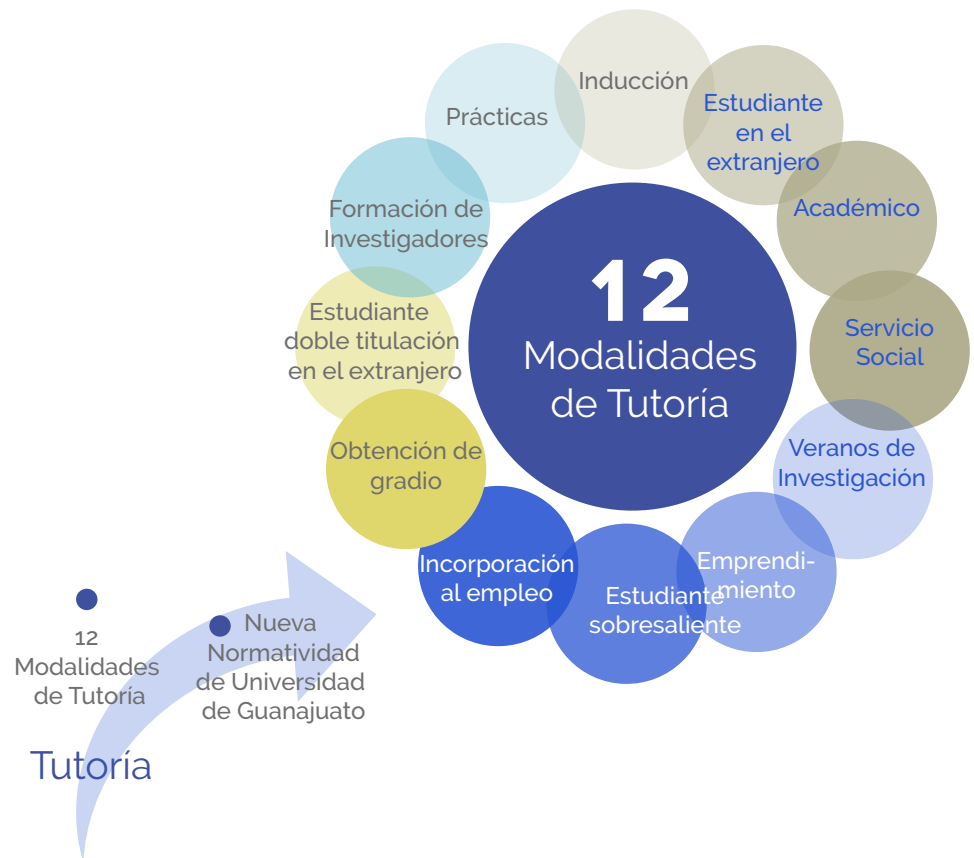 Inducción
Estudiante
en el
extranjero
Académico
Servicio
Social
Veranos de
Investigación
Emprendi-
miento
Estudiante
sobresaliente
Incorporación
al empleo
Obtención de
gradio
Estudiante
doble titulación
en el extranjero
Formación de
Investigadores
Prácticas
12
Modalidades
de Tutoría
12
Modalidades
de Tutoría
Nueva
Normatividad
de Universidad
de Guanajuato
Tutoría